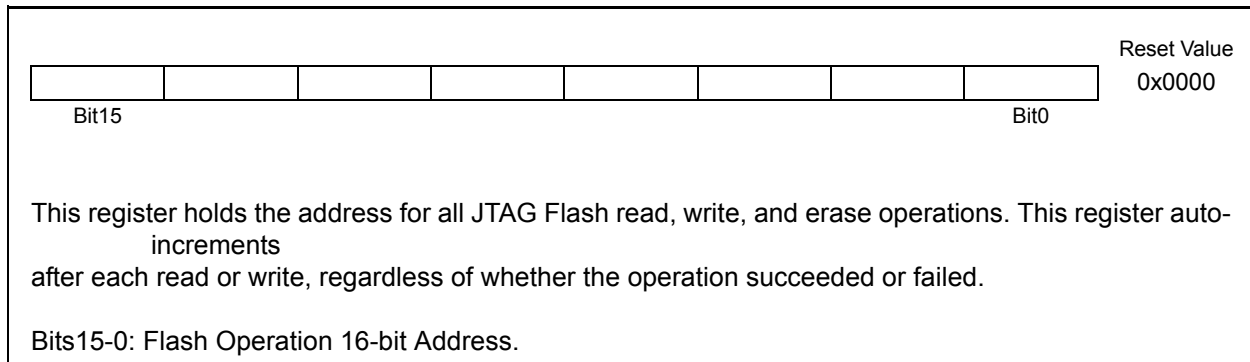 Reset Value
0x0000
Bit15 Bit0
This register holds the address for all JTAG Flash read, write, and erase operations. This register auto-
increments
after each read or write, regardless of whether the operation succeeded or failed.
Bits15-0: Flash Operation 16-bit Address.